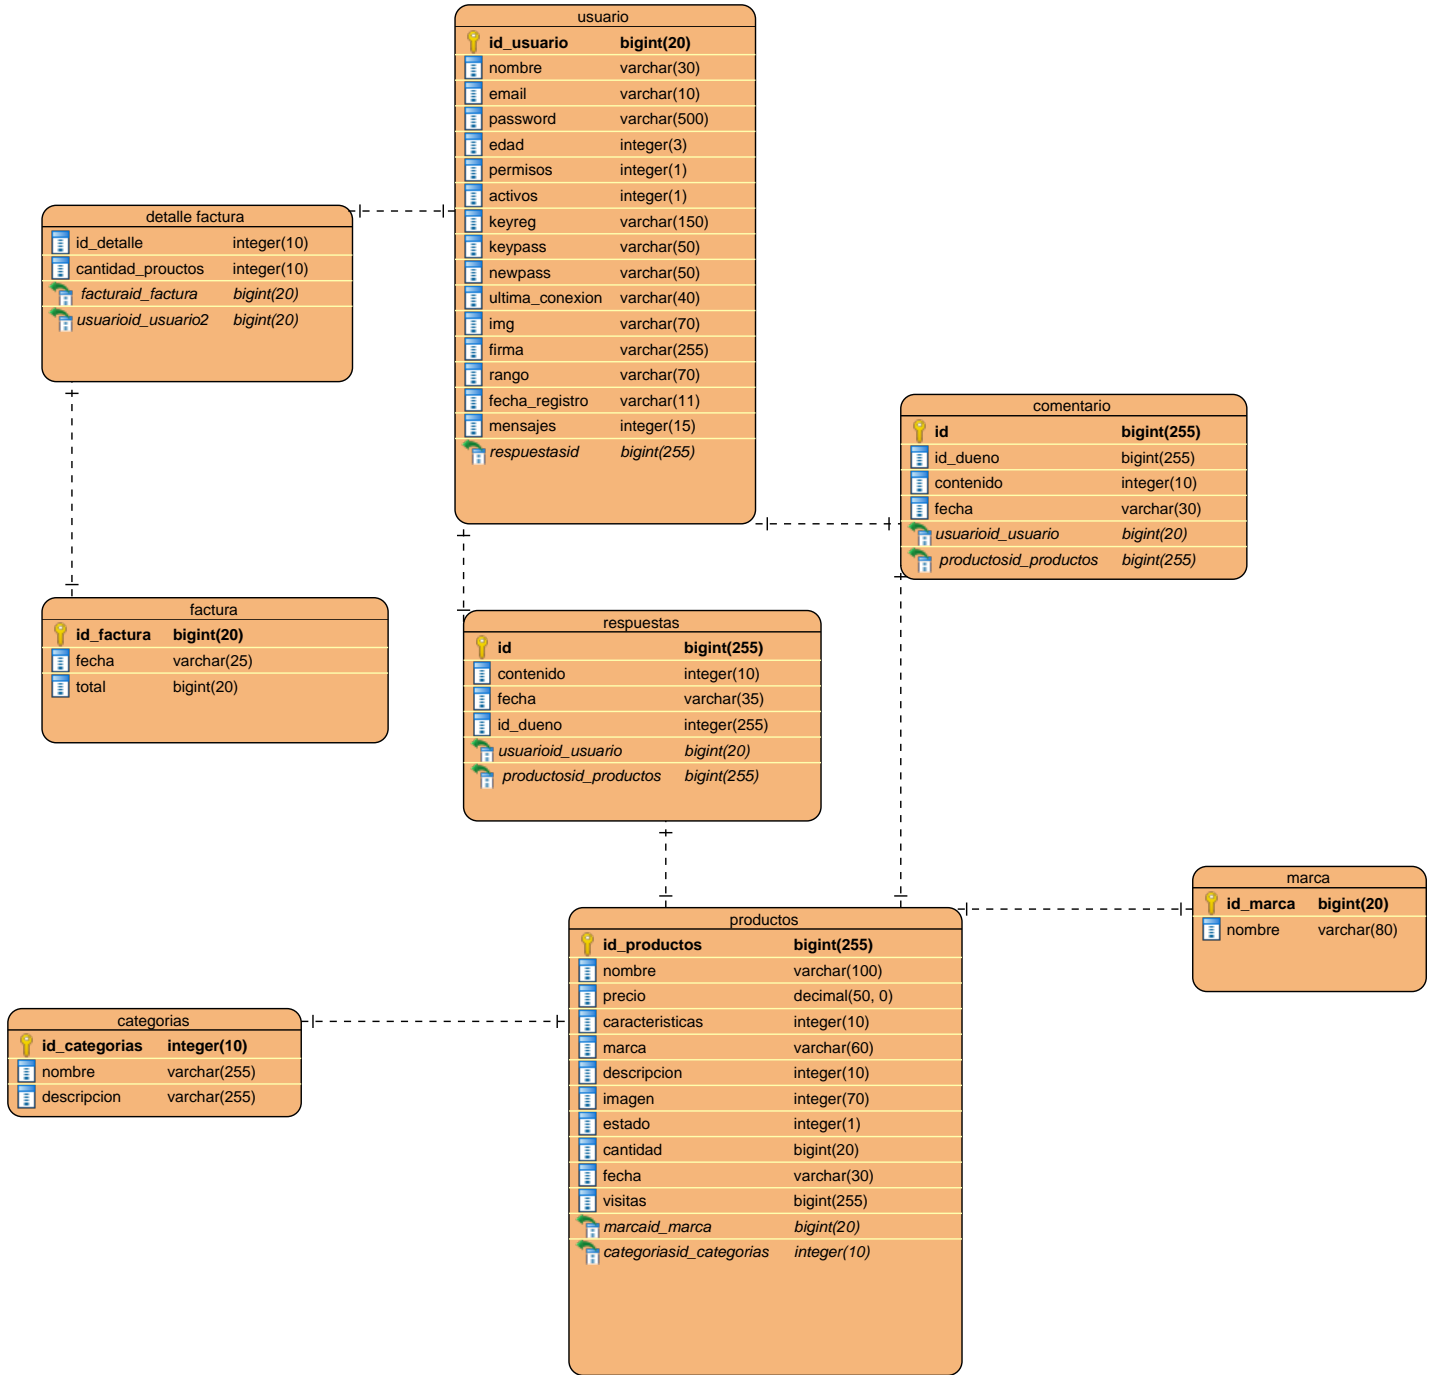 usuario
id_usuario bigint(20)
nombre varchar(30)
email varchar(10)
password varchar(500)
edad integer(3)
permisos integer(1)
activos integer(1)
keyreg varchar(150)
keypass varchar(50)
newpass varchar(50)
ultima_conexion varchar(40)
img varchar(70)
firma varchar(255)
rango varchar(70)
fecha_registro varchar(11)
mensajes integer(15)
respuestasid bigint(255)
detalle factura
id_detalle integer(10)
cantidad_prouctos integer(10)
facturaid_factura bigint(20)
usuarioid_usuario2 bigint(20)
comentario
id bigint(255)
id_dueno bigint(255)
contenido integer(10)
fecha varchar(30)
usuarioid_usuario bigint(20)
productosid_productos bigint(255)
factura
id_factura bigint(20)
fecha varchar(25)
total bigint(20)
respuestas
id bigint(255)
contenido integer(10)
fecha varchar(35)
id_dueno integer(255)
usuarioid_usuario bigint(20)
productosid_productos bigint(255)
marca
id_marca bigint(20)
nombre varchar(80)
productos
id_productos bigint(255)
nombre varchar(100)
precio decimal(50, 0)
caracteristicas integer(10)
marca varchar(60)
descripcion integer(10)
imagen integer(70)
estado integer(1)
cantidad bigint(20)
fecha varchar(30)
visitas bigint(255)
marcaid_marca bigint(20)
categoriasid_categorias integer(10)
categorias
id_categorias integer(10)
nombre varchar(255)
descripcion varchar(255)